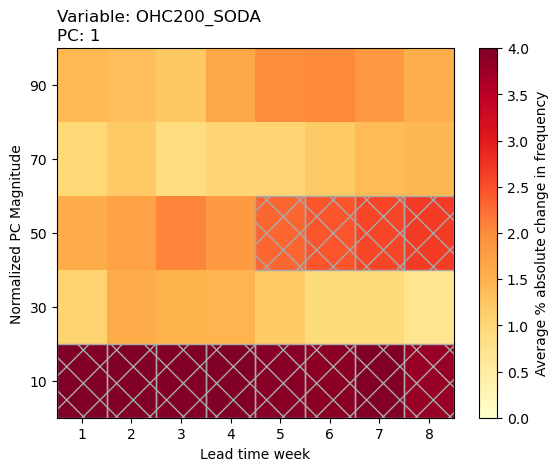 Variable: OHC200_SODA
PC: 1
90
70
50
30
10
Normalized PC Magnitude
1 2 3 4 5 6 7 8
Lead time week
4.0
3.5
3.0
2.5
2.0
1.5
1.0
0.5
0.0
Average % absolute change in frequency